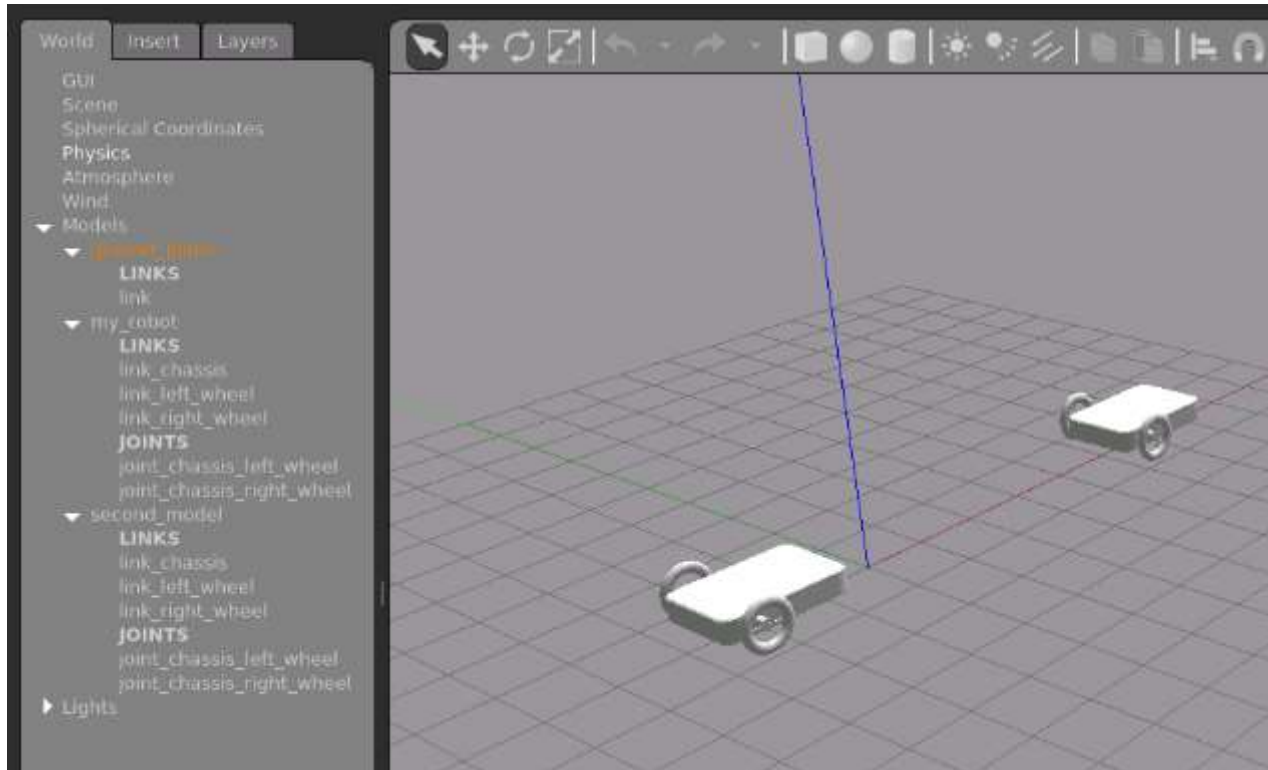 World Insert Layers
GUI
Scene
Spherical Coordinates
Physics
Atmosphere
Wind
Models
ground_plane
LINKS
link
my_robot
LINKS
link_chassis
link_left_wheel
link_right_wheel
JOINTS
joint_chassis_left_wheel
joint_chassis_right_wheel
second_model
LINKS
link_chassis
link_left_wheel
link_right_wheel
JOINTS
joint_chassis_left_wheel
joint_chassis_right_wheel
Lights